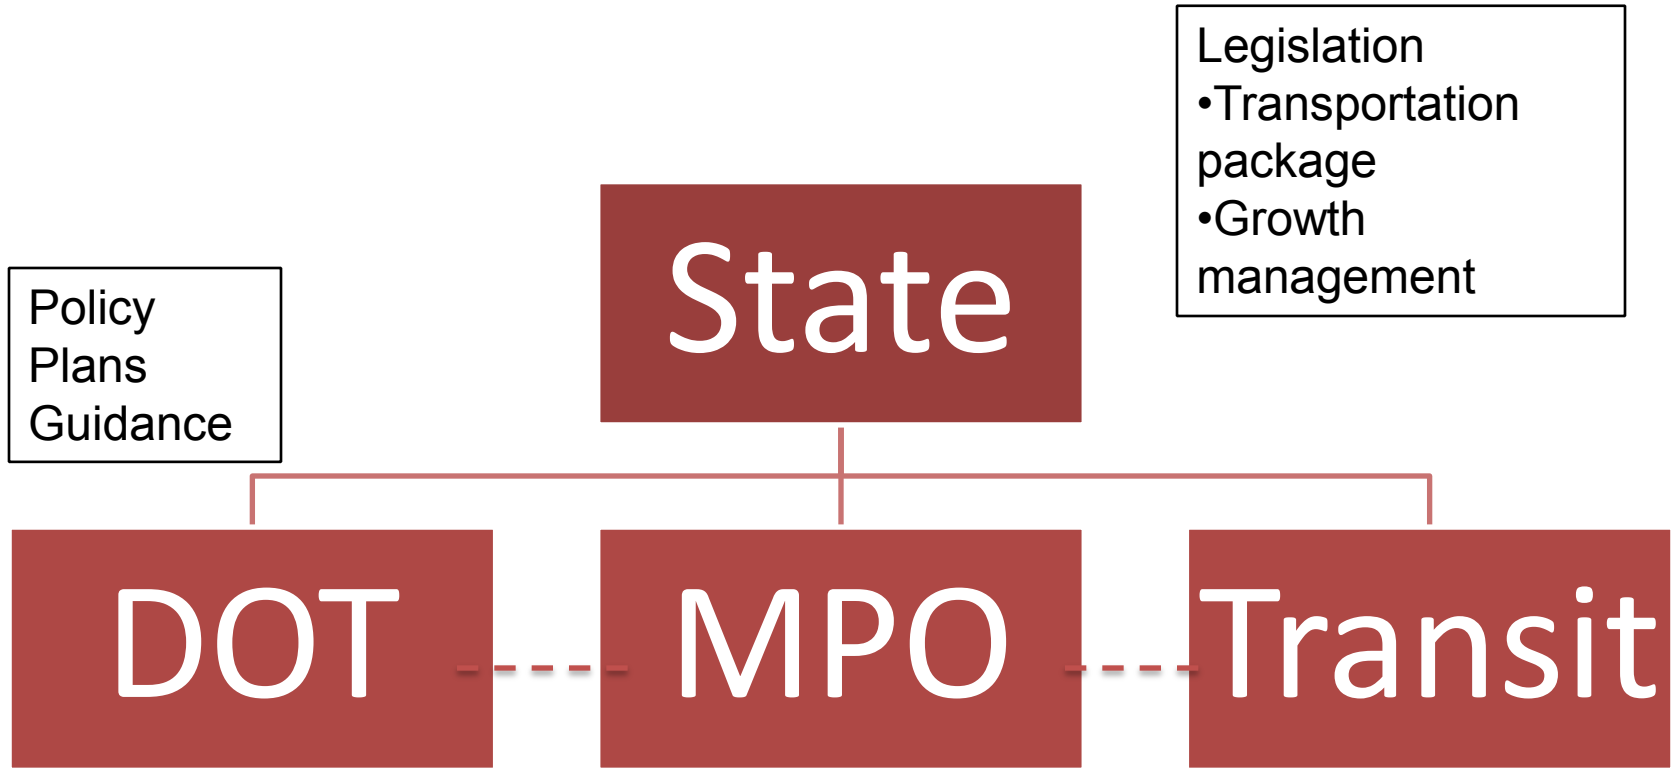 Legislation
•Transportation
package
•Growth
management
State
Policy
Plans
Guidance
DOT
MPO
Transit